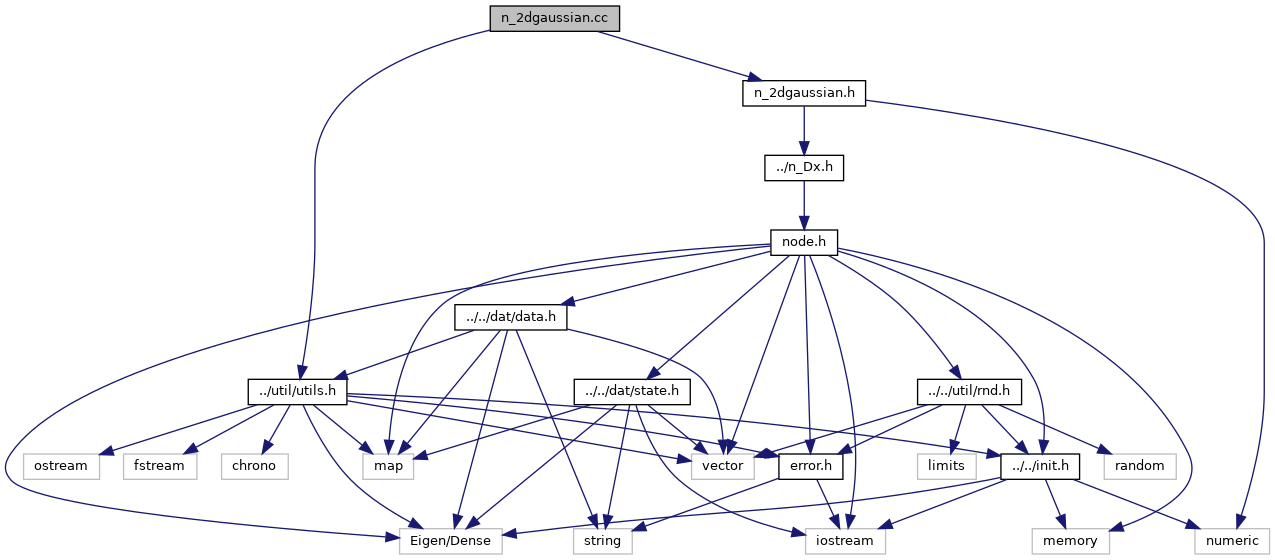 n_2dgaussian.cc
n_2dgaussian.h
../n_Dx.h
node.h
../../dat/data.h
../util/utils.h
../../dat/state.h
../../util/rnd.h
ostream
fstream
chrono
map
vector
error.h
limits
../../init.h
random
Eigen/Dense
string
iostream
memory
numeric